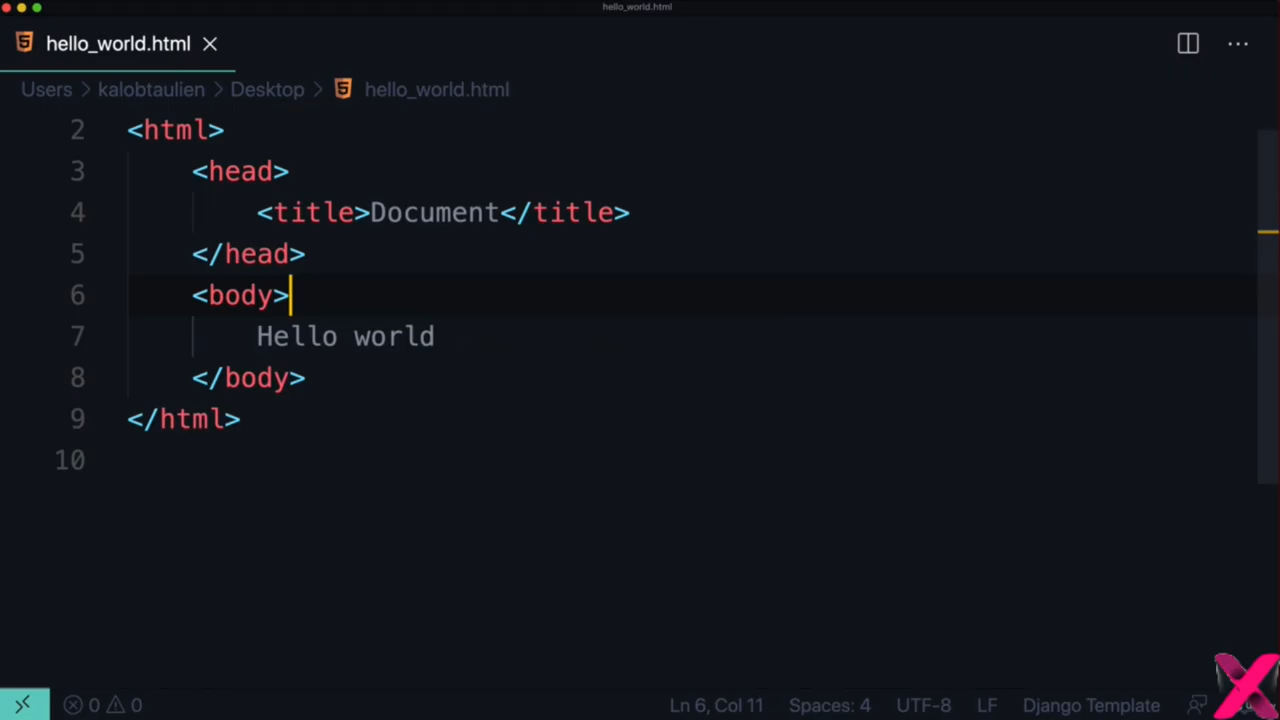 hello_world.html
hello_world.html
Users > kalobtaulien > Desktop > hello_world.html
2 <html>
3 <head>
4 <title>Document</title>
5 </head>
6 <body>
7 Hello world
8 </body>
9 </html>
10
0 0 Ln 6, Col 11 Spaces: 4 UTF-8 LF Django Template